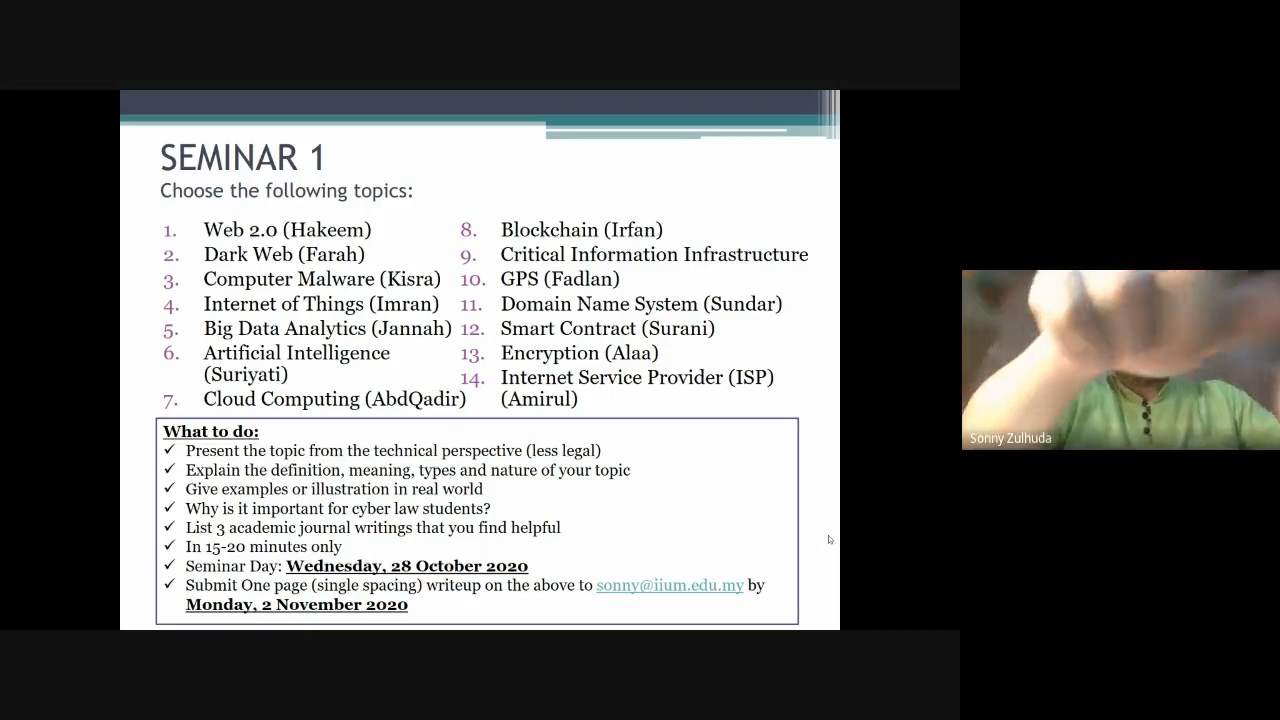 SEMINAR 1
Choose the following topics:
1. Web 2.0 (Hakeem)
2. Dark Web (Farah)
3. Computer Malware (Kisra)
4. Internet of Things (Imran)
5. Big Data Analytics (Jannah)
6. Artificial Intelligence
(Suriyati)
7. Cloud Computing (AbdQadir)
8. Blockchain (Irfan)
9. Critical Information Infrastructure
10. GPS (Fadlan)
11. Domain Name System (Sundar)
12. Smart Contract (Surani)
13. Encryption (Alaa)
14. Internet Service Provider (ISP)
(Amirul)
What to do:
✓ Present the topic from the technical perspective (less legal)
✓ Explain the definition, meaning, types and nature of your topic
✓ Give examples or illustration in real world
✓ Why is it important for cyber law students?
✓ List 3 academic journal writings that you find helpful
✓ In 15-20 minutes only
✓ Seminar Day: Wednesday, 28 October 2020
✓ Submit One page (single spacing) writeup on the above to sonny@iium.edu.my by
Monday, 2 November 2020
Sonny Zulhuda